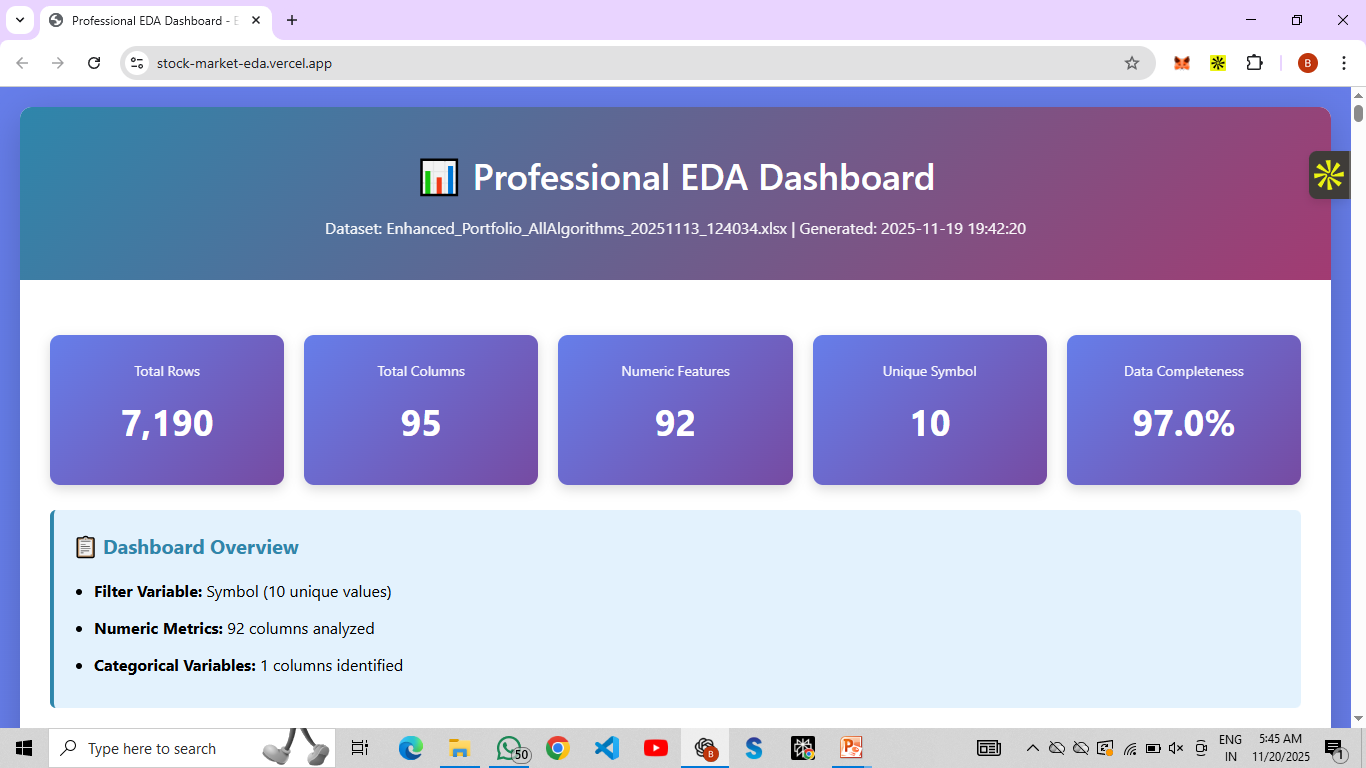 Professional EDA Dashboard - E
stock-market-eda.vercel.app
B
📊 Professional EDA Dashboard
Dataset: Enhanced_Portfolio_AllAlgorithms_20251113_124034.xlsx | Generated: 2025-11-19 19:42:20
Total Rows
7,190
Total Columns
95
Numeric Features
92
Unique Symbol
10
Data Completeness
97.0%
📋 Dashboard Overview
• Filter Variable: Symbol (10 unique values)
• Numeric Metrics: 92 columns analyzed
• Categorical Variables: 1 columns identified
Type here to search
50
B
S
P
ENG
IN
5:45 AM
11/20/2025
1